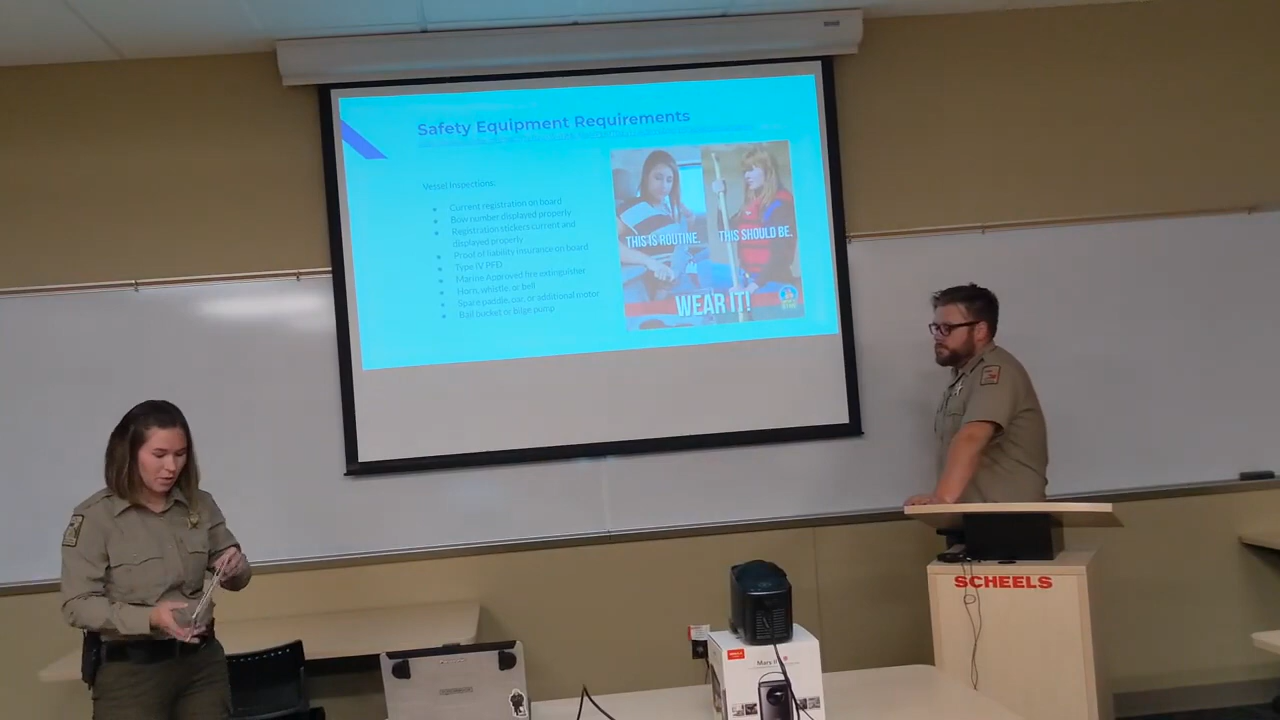 Safety Equipment Requirements
Vessel Inspections:
Current registration on board
Bow number displayed properly
Registration stickers current and
displayed properly
Proof of liability insurance on board
Type IV PFD
Marine Approved fire extinguisher
Horn, whistle, or bell
Spare paddle, oar, or additional motor
Bail bucket or bilge pump
THIS IS ROUTINE.
THIS SHOULD BE.
WEAR IT!
SCHEELS